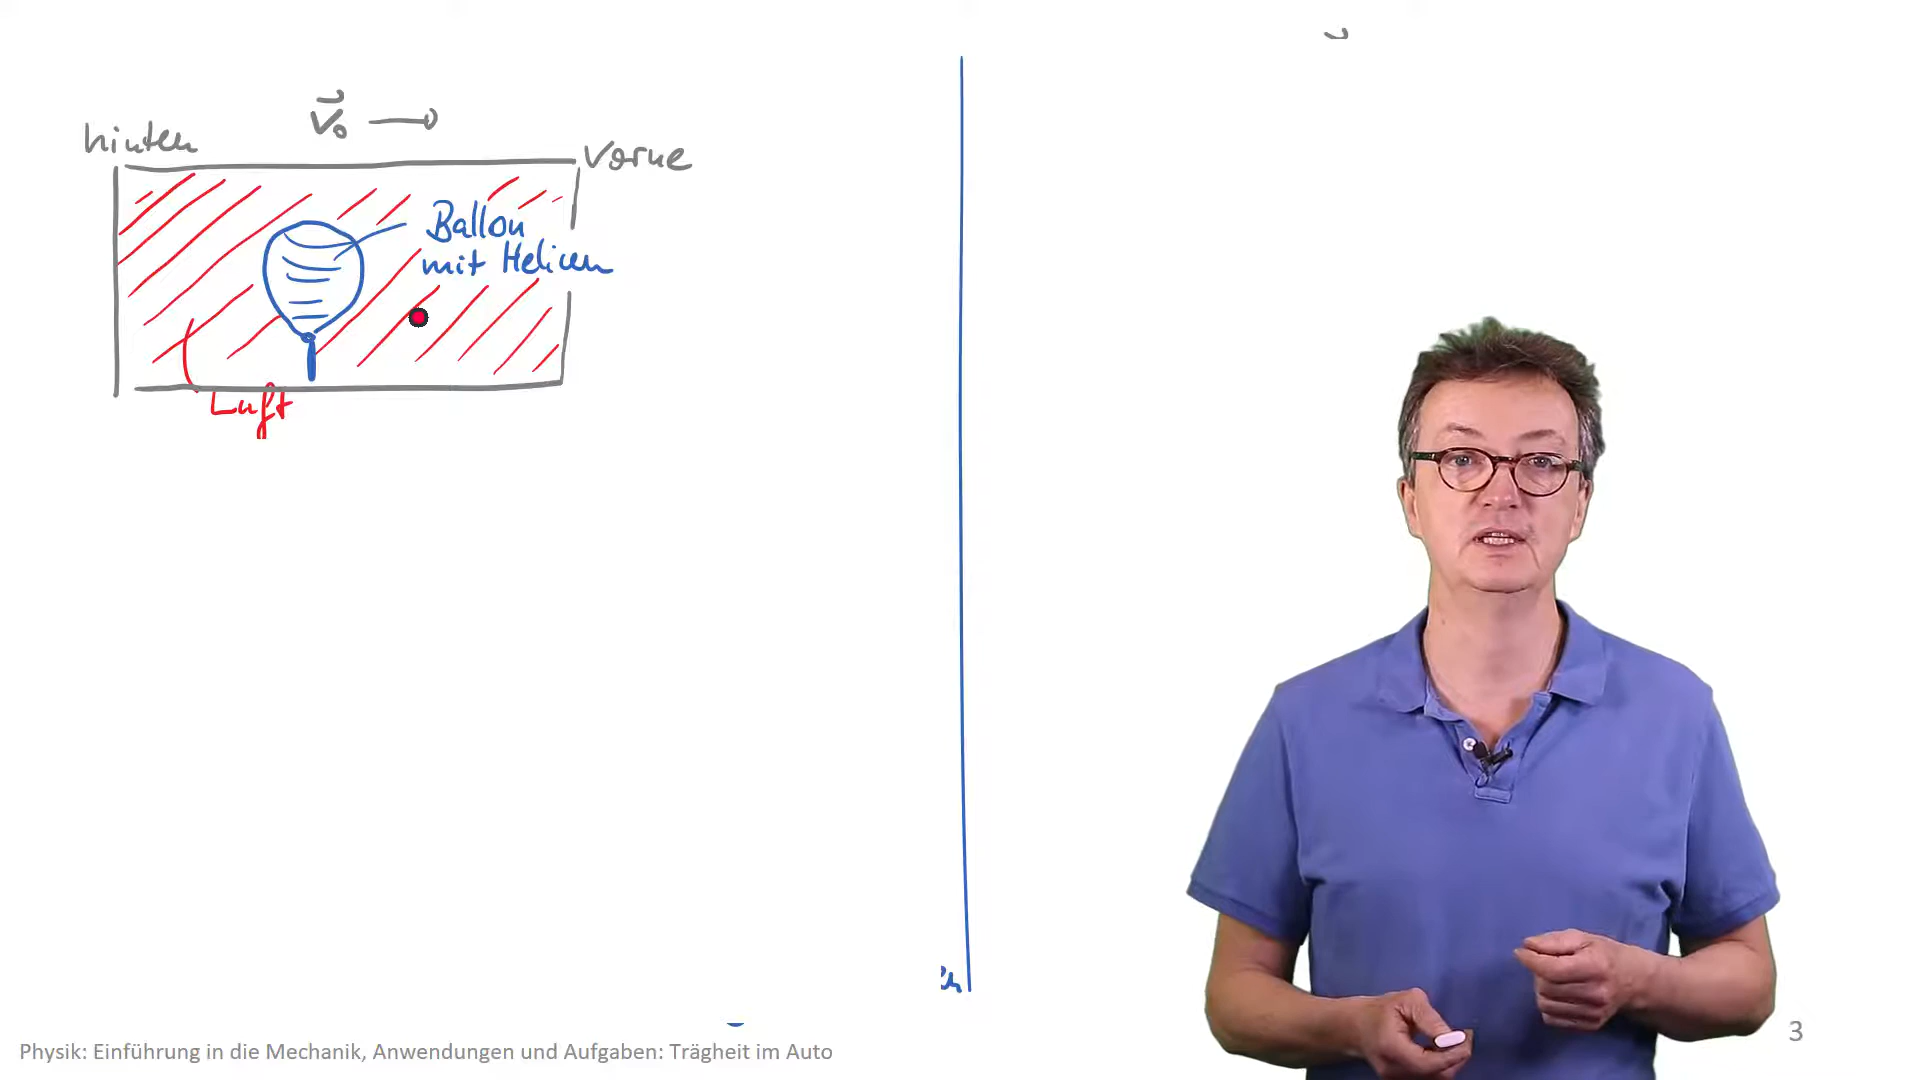 v₀
hinten
vorne
Ballon
mit Helium
Luft
3
Physik: Einführung in die Mechanik, Anwendungen und Aufgaben: Trägheit im Auto